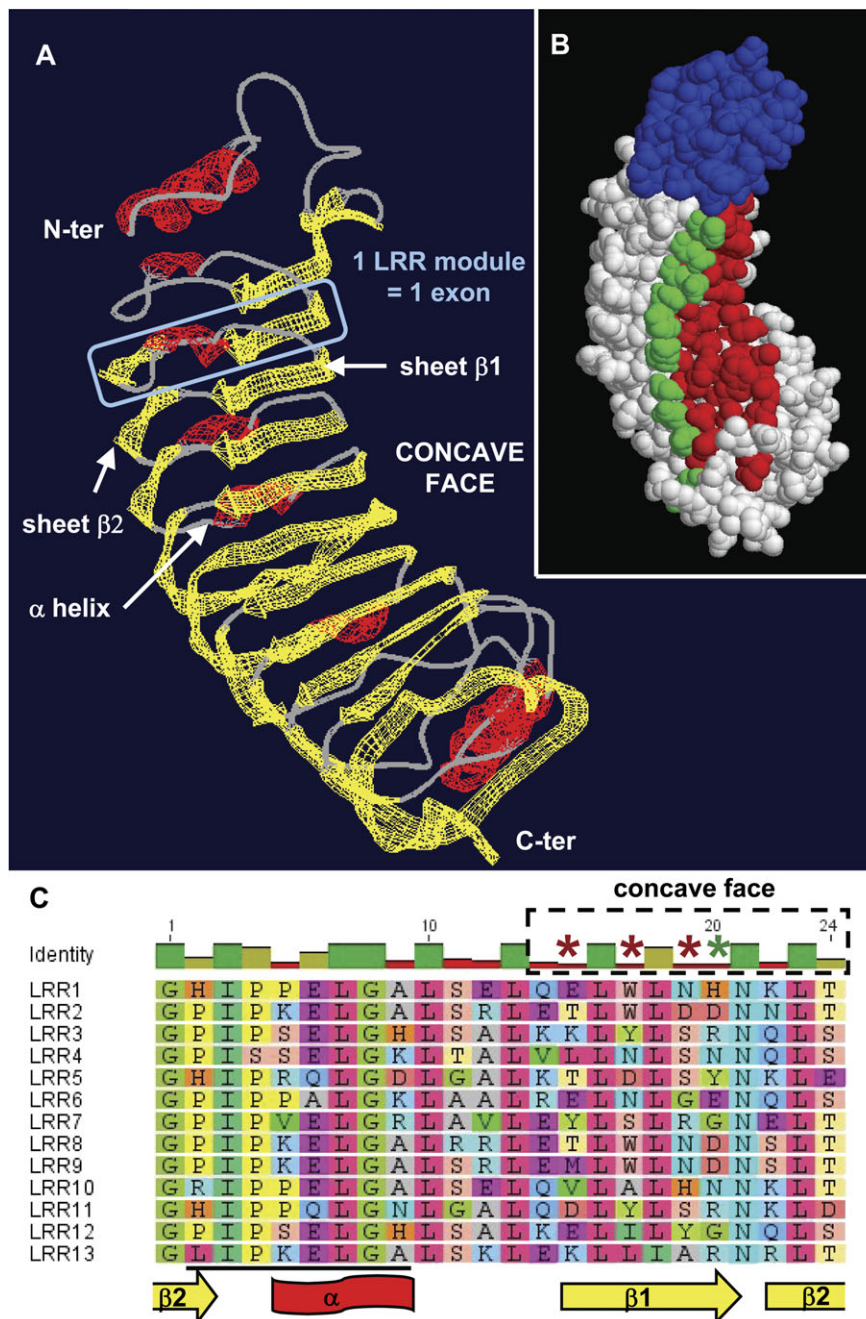 A
B
N-ter
1 LRR module
= 1 exon
sheet β1
CONCAVE
FACE
sheet β2
α helix
C-ter
C
concave face
1 10 20 24
Identity * * * *
LRR1 G H I P P E L G A L S E L Q E L W L N H N K L T
LRR2 G P I P K E L G A L S R L E T L W L D D N N L T
LRR3 G P I P S E L G H L S A L K K L Y L S R N Q L S
LRR4 G P I S S E L G K L T A L V L L N L S N N Q L S
LRR5 G H I P R Q L G D L G A L K T L D L S Y N K L E
LRR6 G P I P P A L G K L A A L R E L N L G E N Q L S
LRR7 G P I P V E L G R L A V L E Y L S L R G N E L T
LRR8 G P I P K E L G A L R R L E T L W L N D N S L T
LRR9 G P I P K E L G A L S R L E M L W L N D N S L T
LRR10 G R I P P E L G A L S E L Q V L A L H N N K L T
LRR11 G H I P P Q L G N L G A L Q D L Y L S R N K L D
LRR12 G P I P S E L G H L S A L K E L I L Y G N Q L S
LRR13 G L I P K E L G A L S K L E K L L I A R N R L T
β2 α β1 β2